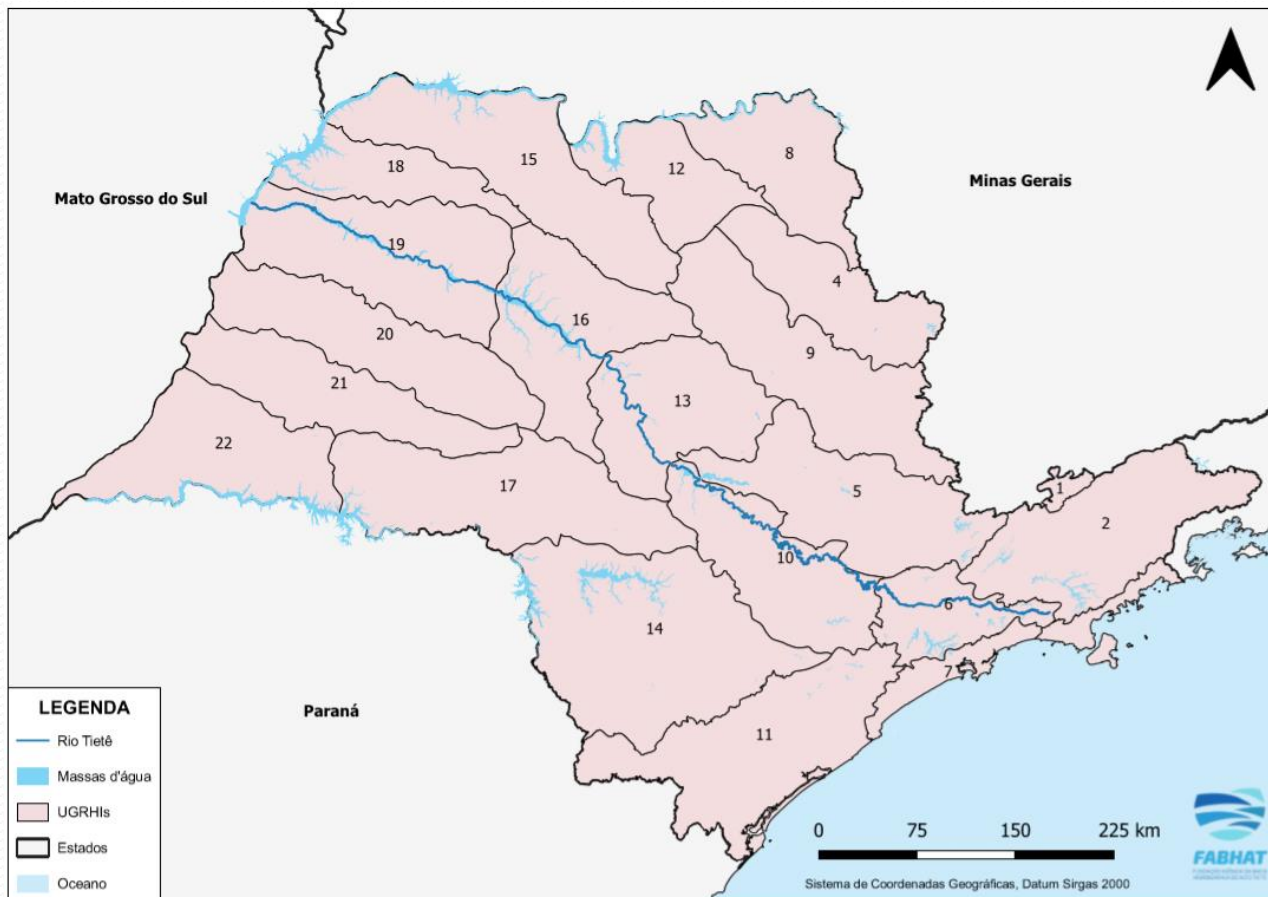 Mato Grosso do Sul
Minas Gerais
Paraná
18
15
12
8
19
4
16
20
9
13
21
22
17
5
1
2
10
6
3
14
7
11
LEGENDA
Rio Tietê
Massas d'água
UGRHIs
Estados
Oceano
0 75 150 225 km
Sistema de Coordenadas Geográficas, Datum Sirgas 2000
FABHAT